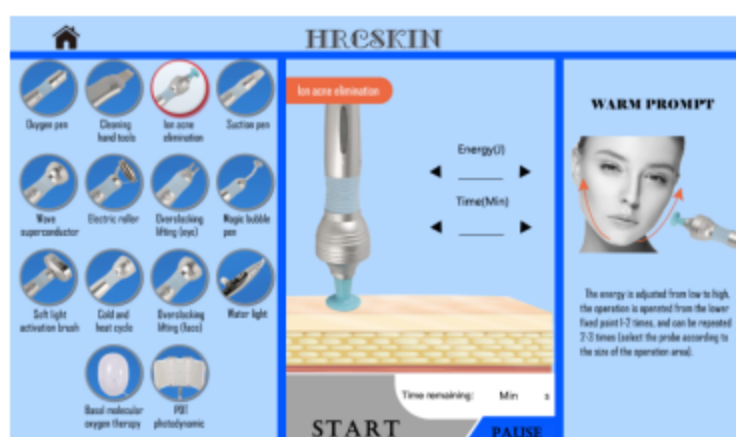 HRCSKIN
Oxygen pen
Cleaning
hand tools
Ion acne
elimination
Suction pen
Wave
superconductor
Electric roller
Overclocking
lifting (eye)
Magic bubble
pen
Soft light
activation brush
Cold and
heat cycle
Overclocking
lifting (face)
Water light
Basal molecular
oxygen therapy
PDT
photodynamic
Ion acne elimination
Energy(J)
Time(Min)
Time remaining: Min s
START
PAUSE
WARM PROMPT
The energy is adjusted from low to high,
the operation is operated from the lower
fixed point 1-2 times, and can be repeated
2-3 times (select the probe according to
the size of the operation area).